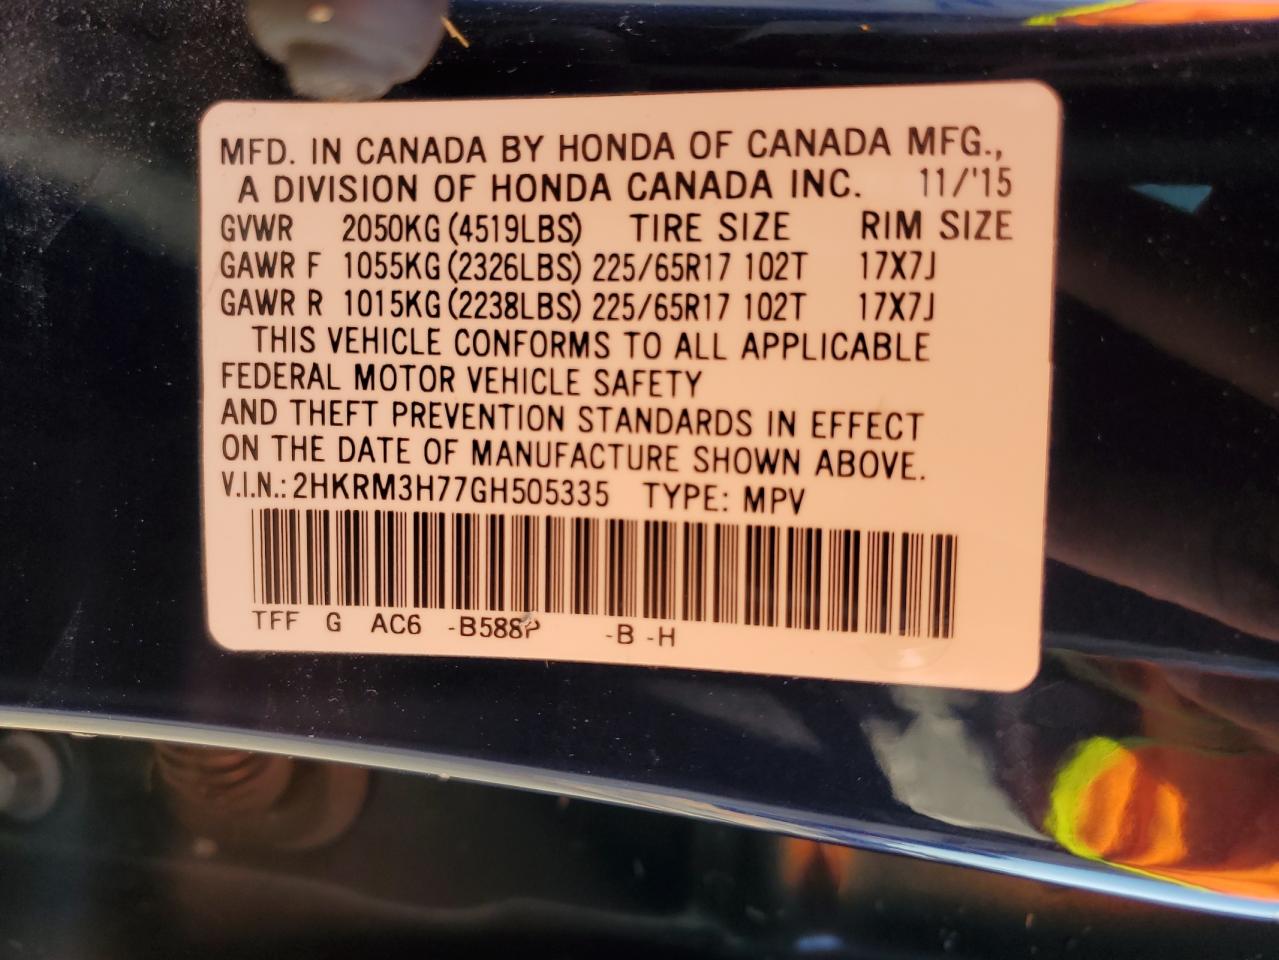 MFD. IN CANADA BY HONDA OF CANADA MFG.,
A DIVISION OF HONDA CANADA INC. 11/'15
GVWR 2050KG(4519LBS) TIRE SIZE RIM SIZE
GAWR F 1055KG(2326LBS) 225/65R17 102T 17X7J
GAWR R 1015KG(2238LBS) 225/65R17 102T 17X7J
THIS VEHICLE CONFORMS TO ALL APPLICABLE
FEDERAL MOTOR VEHICLE SAFETY
AND THEFT PREVENTION STANDARDS IN EFFECT
ON THE DATE OF MANUFACTURE SHOWN ABOVE.
V.I.N.: 2HKRM3H77GH505335 TYPE: MPV
TFF G AC6 -B588P -B -H